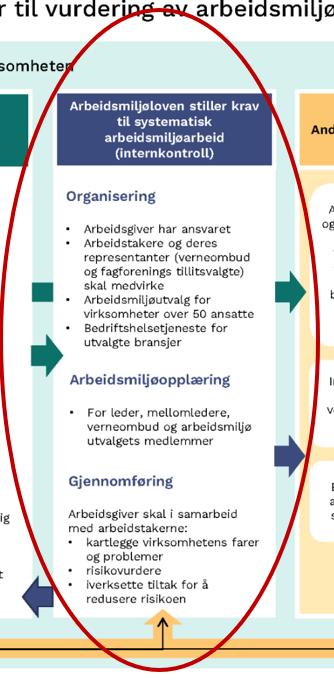 r til vurdering av arbeidsmiljø
somheten
Arbeidsmiljøloven stiller krav
til systematisk
arbeidsmiljøarbeid
(internkontroll)
Organisering
• Arbeidsgiver har ansvaret
• Arbeidstakere og deres
representanter (verneombud
og fagforenings tillitsvalgte)
skal medvirke
• Arbeidsmiljøutvalg for
virksomheter over 50 ansatte
• Bedriftshelsetjeneste for
utvalgte bransjer
Arbeidsmiljøopplæring
• For leder, mellomledere,
verneombud og arbeidsmiljø
utvalgets medlemmer
Gjennomføring
Arbeidsgiver skal i samarbeid
med arbeidstakerne:
• kartlegge virksomhetens farer
og problemer
• risikovurdere
• iverksette tiltak for å
redusere risikoen
And
og
ig